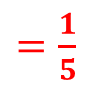 = 1/5